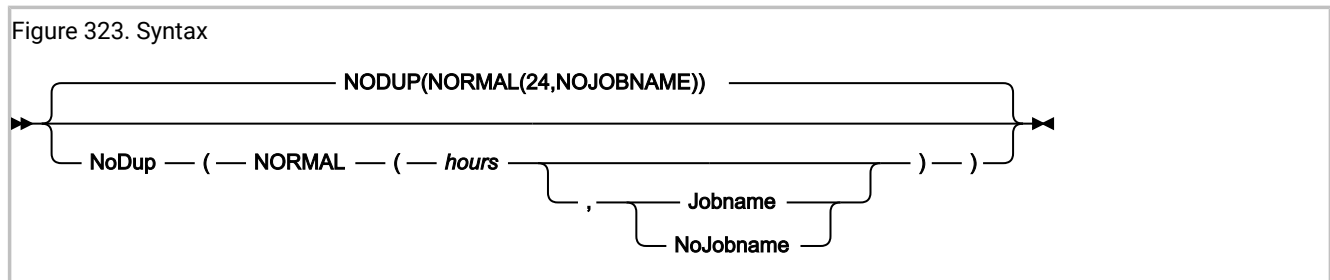 Figure 323. Syntax
NODUP(NORMAL(24,NOJOBNAME))
NoDup ( NORMAL ( hours ) )
, Jobname
NoJobname